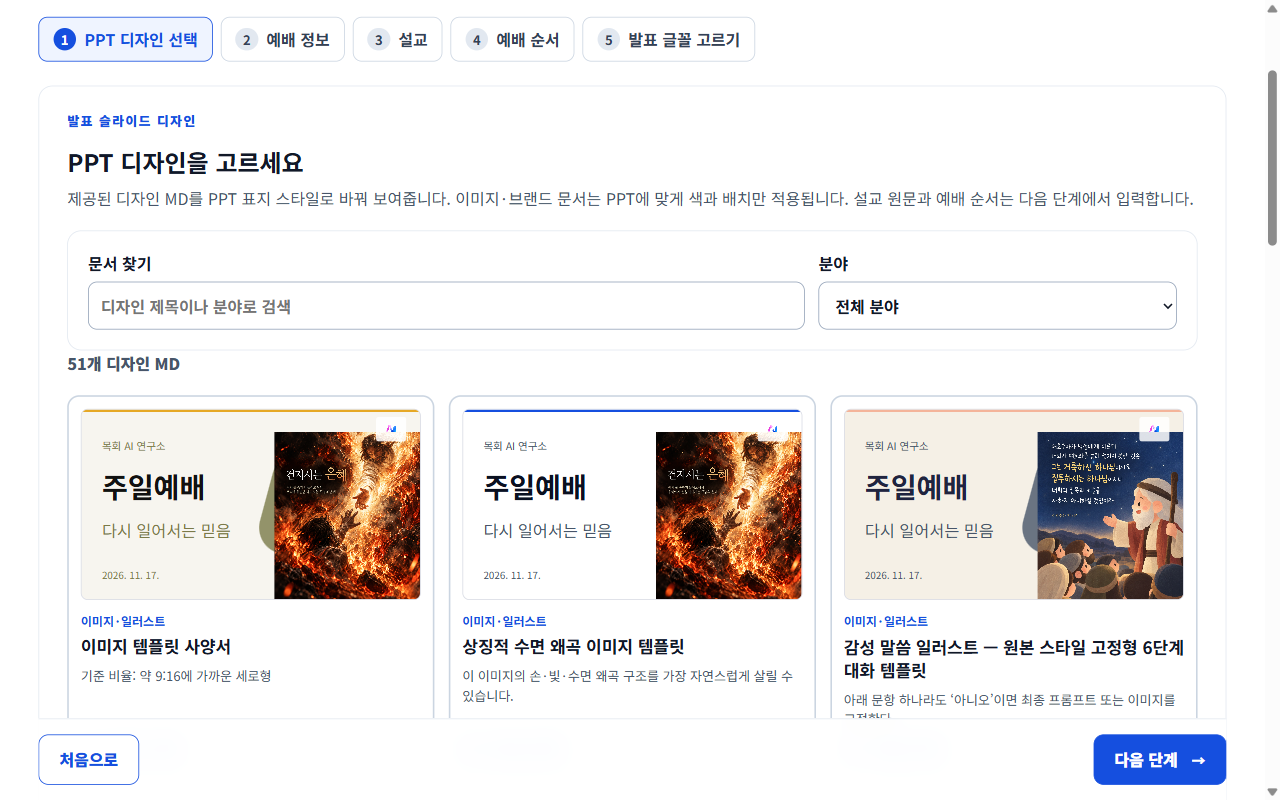 1 PPT 디자인 선택
2 예배 정보
3 설교
4 예배 순서
5 발표 글꼴 고르기
발표 슬라이드 디자인
PPT 디자인을 고르세요
제공된 디자인 MD를 PPT 표지 스타일로 바꿔 보여줍니다. 이미지·브랜드 문서는 PPT에 맞게 색과 배치만 적용됩니다. 설교 원문과 예배 순서는 다음 단계에서 입력합니다.
문서 찾기
분야
디자인 제목이나 분야로 검색
전체 분야
51개 디자인 MD
목회 AI 연구소
주일예배
다시 일어서는 믿음
2026. 11. 17.
건지시는 은혜
이미지·일러스트
이미지 템플릿 사양서
기준 비율: 약 9:16에 가까운 세로형
목회 AI 연구소
주일예배
다시 일어서는 믿음
2026. 11. 17.
건지시는 은혜
이미지·일러스트
상징적 수면 왜곡 이미지 템플릿
이 이미지의 손·빛·수면 왜곡 구조를 가장 자연스럽게 살릴 수
있습니다.
목회 AI 연구소
주일예배
다시 일어서는 믿음
2026. 11. 17.
이미지·일러스트
감성 말씀 일러스트 — 원본 스타일 고정형 6단계
대화 템플릿
아래 문항 하나라도 ‘아니오’이면 최종 프롬프트 또는 이미지를
처음으로
다음 단계 →